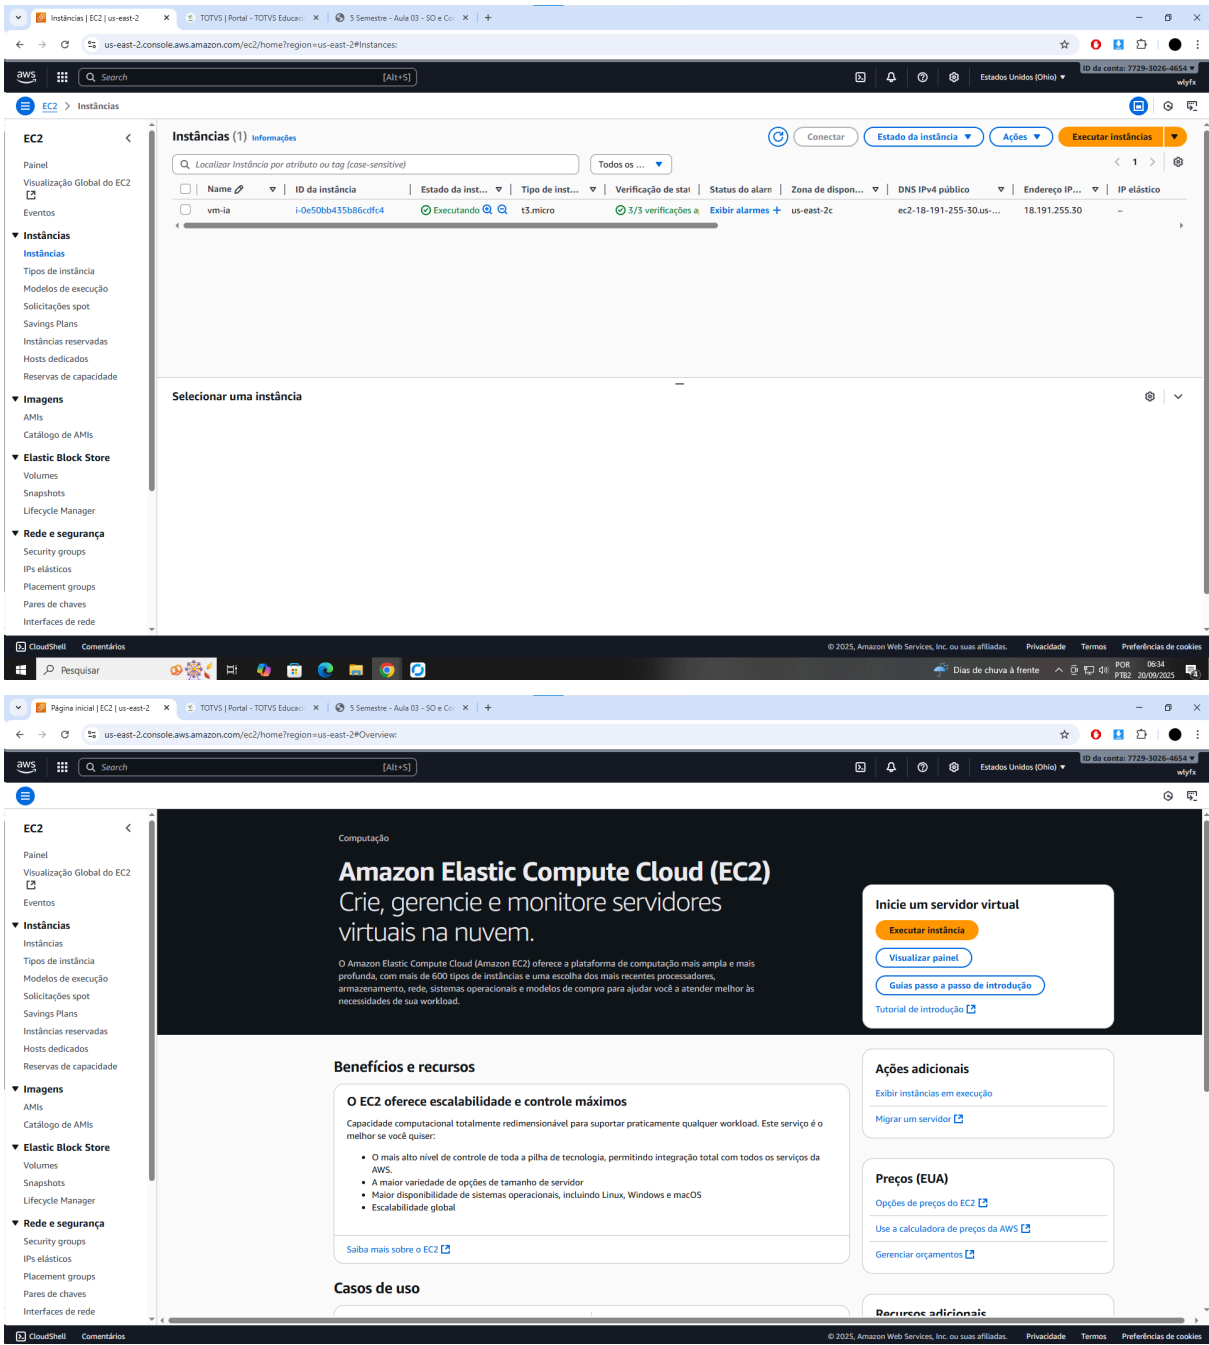 Instâncias | EC2 | us-east-2
TOTVS | Portal - TOTVS Educaci
5 Semestre - Aula 03 - SO e Co
us-east-2.console.aws.amazon.com/ec2/home?region=us-east-2#Instances:
aws
Search
[Alt+S]
Estados Unidos (Ohio)
ID da conta: 7729-3026-4654
wlyfx
EC2 > Instâncias
EC2
Painel
Visualização Global do EC2
Eventos
Instâncias
Instâncias
Tipos de instância
Modelos de execução
Solicitações spot
Savings Plans
Instâncias reservadas
Hosts dedicados
Reservas de capacidade
Imagens
AMIs
Catálogo de AMIs
Elastic Block Store
Volumes
Snapshots
Lifecycle Manager
Rede e segurança
Security groups
IPs elásticos
Placement groups
Pares de chaves
Interfaces de rede
Instâncias (1) Informações
Conectar
Estado da instância
Ações
Executar instâncias
Localizar Instância por atributo ou tag (case-sensitive)
Todos os ...
1
Name
ID da instância
Estado da inst...
Tipo de inst...
Verificação de stat
Status do alarm
Zona de dispon...
DNS IPv4 público
Endereço IP...
IP elástico
vm-ia
i-0e50bb435b86cdfc4
Executando
t3.micro
3/3 verificações a
Exibir alarmes +
us-east-2c
ec2-18-191-255-30.us-...
18.191.255.30
–
Selecionar uma instância
CloudShell
Comentários
© 2025, Amazon Web Services, Inc. ou suas afiliadas.
Privacidade
Termos
Preferências de cookies
Pesquisar
Dias de chuva à frente
POR
PTB2
06:34
20/09/2025
4
Página inicial | EC2 | us-east-2
TOTVS | Portal - TOTVS Educaci
5 Semestre - Aula 03 - SO e Co
us-east-2.console.aws.amazon.com/ec2/home?region=us-east-2#Overview:
aws
Search
[Alt+S]
Estados Unidos (Ohio)
ID da conta: 7729-3026-4654
wlyfx
EC2
Painel
Visualização Global do EC2
Eventos
Instâncias
Instâncias
Tipos de instância
Modelos de execução
Solicitações spot
Savings Plans
Instâncias reservadas
Hosts dedicados
Reservas de capacidade
Imagens
AMIs
Catálogo de AMIs
Elastic Block Store
Volumes
Snapshots
Lifecycle Manager
Rede e segurança
Security groups
IPs elásticos
Placement groups
Pares de chaves
Interfaces de rede
Computação
Amazon Elastic Compute Cloud (EC2)
Crie, gerencie e monitore servidores
virtuais na nuvem.
O Amazon Elastic Compute Cloud (Amazon EC2) oferece a plataforma de computação mais ampla e mais
profunda, com mais de 600 tipos de instâncias e uma escolha dos mais recentes processadores,
armazenamento, rede, sistemas operacionais e modelos de compra para ajudar você a atender melhor às
necessidades de sua workload.
Inicie um servidor virtual
Executar instância
Visualizar painel
Guias passo a passo de introdução
Tutorial de introdução
Benefícios e recursos
O EC2 oferece escalabilidade e controle máximos
Capacidade computacional totalmente redimensionável para suportar praticamente qualquer workload. Este serviço é o
melhor se você quiser:
• O mais alto nível de controle de toda a pilha de tecnologia, permitindo integração total com todos os serviços da
AWS.
• A maior variedade de opções de tamanho de servidor
• Maior disponibilidade de sistemas operacionais, incluindo Linux, Windows e macOS
• Escalabilidade global
Saiba mais sobre o EC2
Casos de uso
Ações adicionais
Exibir instâncias em execução
Migrar um servidor
Preços (EUA)
Opções de preços do EC2
Use a calculadora de preços da AWS
Gerenciar orçamentos
Recursos adicionais
CloudShell
Comentários
© 2025, Amazon Web Services, Inc. ou suas afiliadas.
Privacidade
Termos
Preferências de cookies